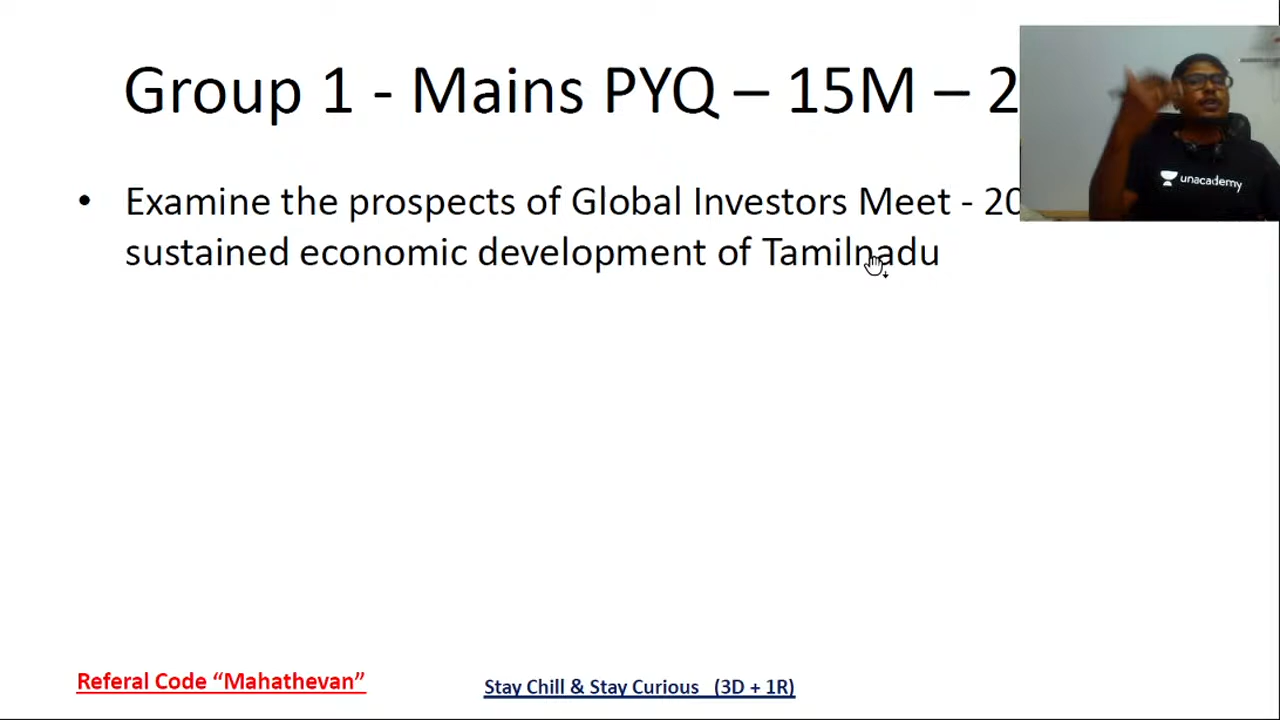 Group 1 - Mains PYQ – 15M – 2
unacademy
• Examine the prospects of Global Investors Meet - 20
sustained economic development of Tamilnadu
Referal Code “Mahathevan”
Stay Chill & Stay Curious (3D + 1R)